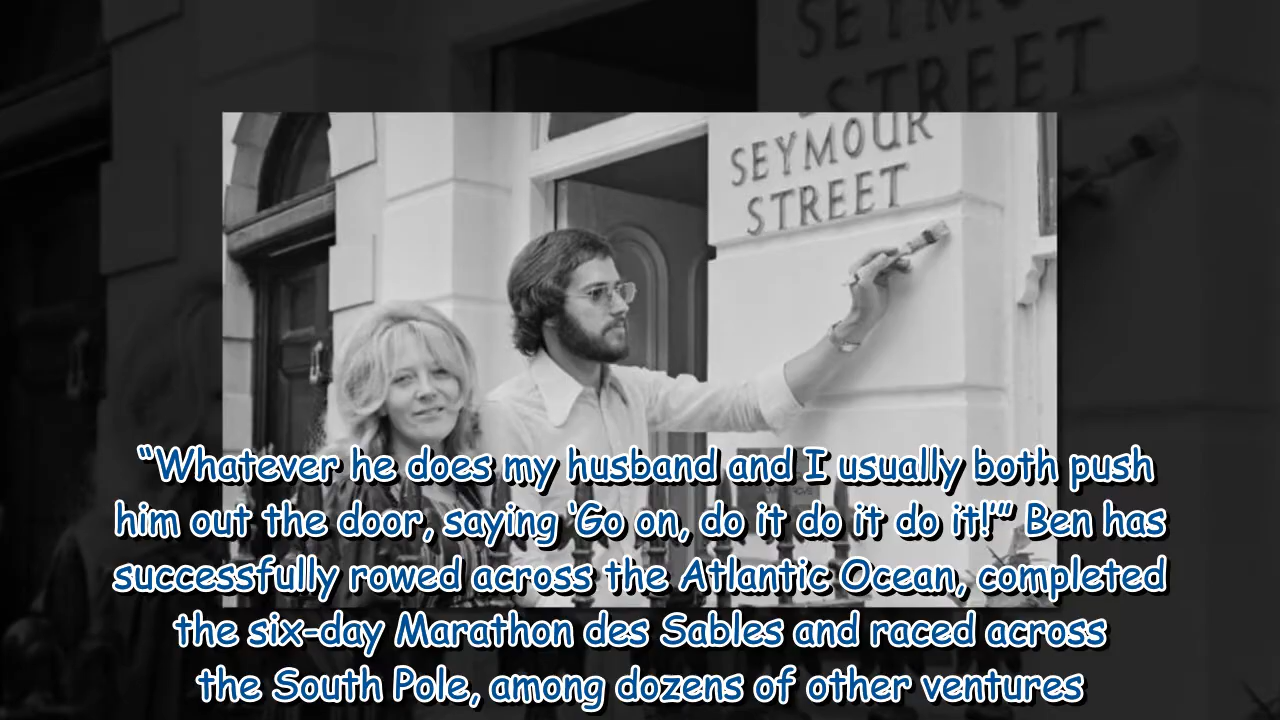 SEYMOUR
STREET
SEYMOUR
STREET
“Whatever he does my husband and I usually both push
him out the door, saying ‘Go on, do it do it do it!’” Ben has
successfully rowed across the Atlantic Ocean, completed
the six-day Marathon des Sables and raced across
the South Pole, among dozens of other ventures